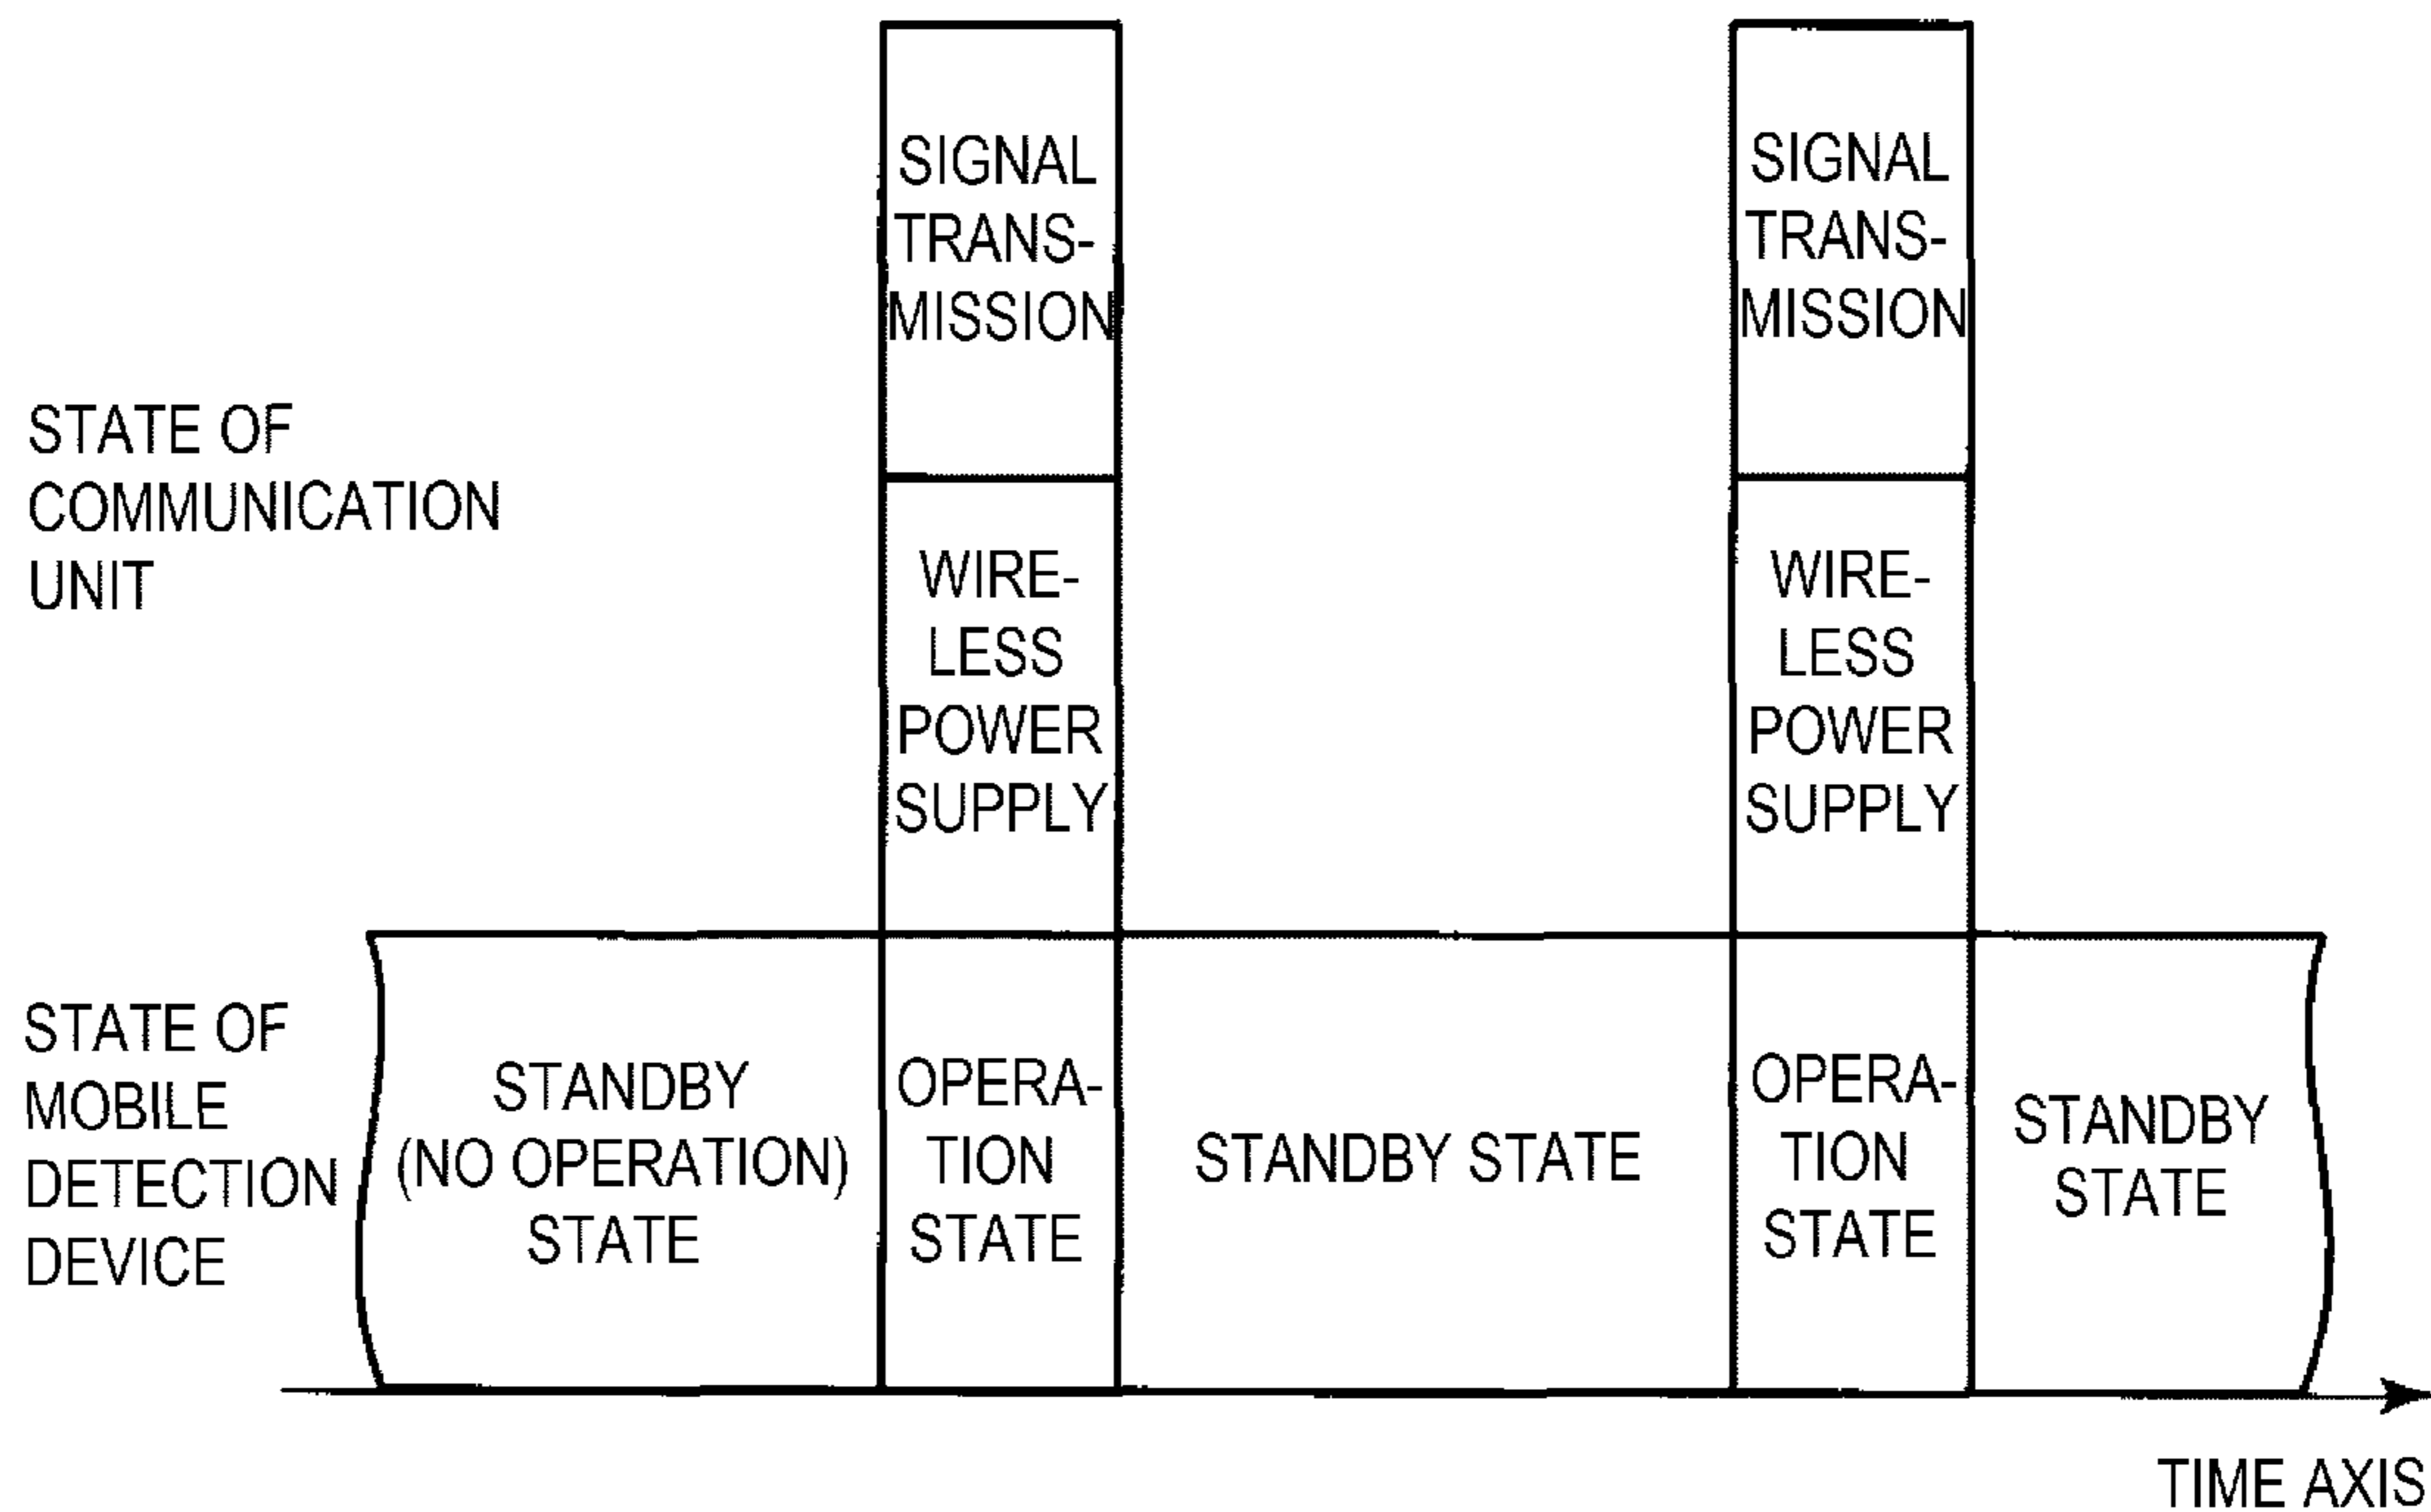 SIGNAL
TRANS-
MISSION
SIGNAL
TRANS-
MISSION
STATE OF
COMMUNICATION
UNIT
WIRE-
LESS
POWER
SUPPLY
WIRE-
LESS
POWER
SUPPLY
STATE OF
MOBILE
DETECTION
DEVICE
STANDBY
(NO OPERATION)
STATE
OPERA-
TION
STATE
STANDBY STATE
OPERA-
TION
STATE
STANDBY
STATE
TIME AXIS